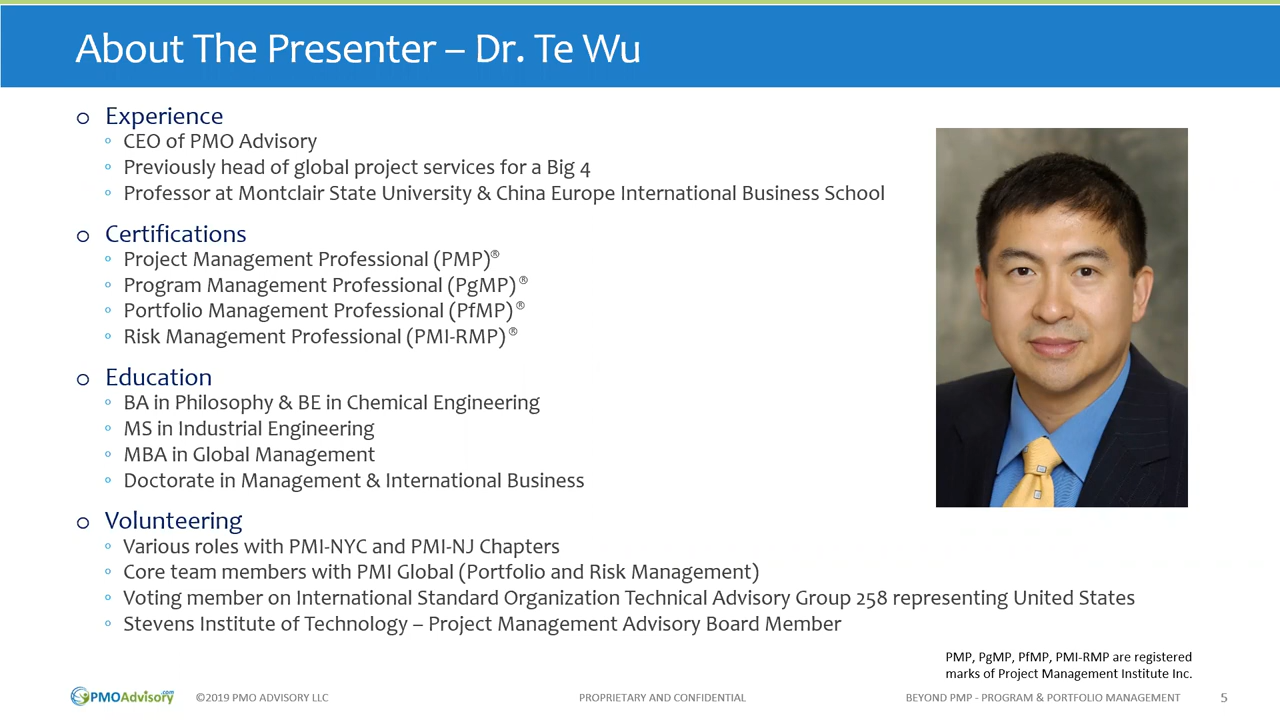 About The Presenter – Dr. Te Wu
o Experience
◦ CEO of PMO Advisory
◦ Previously head of global project services for a Big 4
◦ Professor at Montclair State University & China Europe International Business School
o Certifications
◦ Project Management Professional (PMP)®
◦ Program Management Professional (PgMP)®
◦ Portfolio Management Professional (PfMP)®
◦ Risk Management Professional (PMI-RMP)®
o Education
◦ BA in Philosophy & BE in Chemical Engineering
◦ MS in Industrial Engineering
◦ MBA in Global Management
◦ Doctorate in Management & International Business
o Volunteering
◦ Various roles with PMI-NYC and PMI-NJ Chapters
◦ Core team members with PMI Global (Portfolio and Risk Management)
◦ Voting member on International Standard Organization Technical Advisory Group 258 representing United States
◦ Stevens Institute of Technology – Project Management Advisory Board Member
PMP, PgMP, PfMP, PMI-RMP are registered
marks of Project Management Institute Inc.
PMOAdvisory.com ©2019 PMO ADVISORY LLC PROPRIETARY AND CONFIDENTIAL BEYOND PMP - PROGRAM & PORTFOLIO MANAGEMENT 5